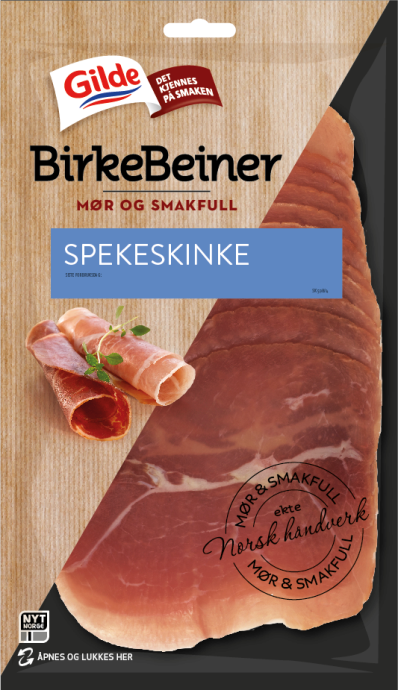 Gilde
DET
KJENNES
PÅ SMAKEN
BirkeBeiner
MØR OG SMAKFULL
SPEKESKINKE
MØR & SMAKFULL
ekte
Norsk håndverk
MØR & SMAKFULL
NYT
NORGE
ÅPNES OG LUKKES HER